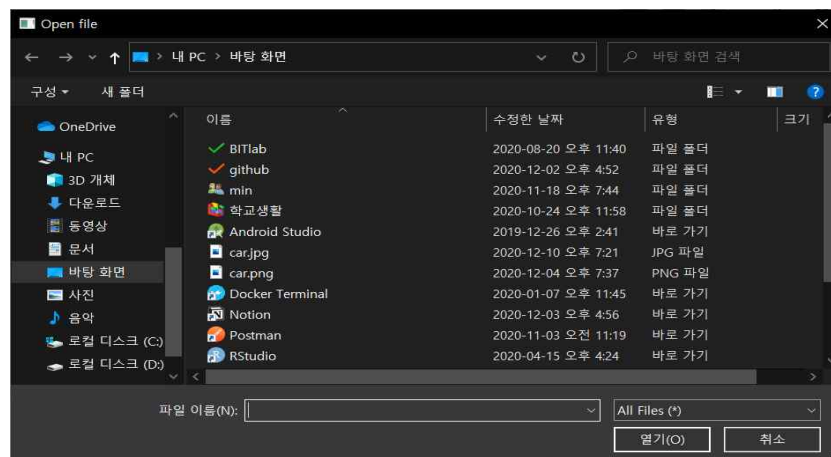 Open file
내 PC > 바탕 화면
바탕 화면 검색
구성
새 폴더
OneDrive
내 PC
3D 개체
다운로드
동영상
문서
바탕 화면
사진
음악
로컬 디스크 (C:)
로컬 디스크 (D:)
이름 수정한 날짜 유형 크기
BITlab 2020-08-20 오후 11:40 파일 폴더
github 2020-12-02 오후 4:52 파일 폴더
min 2020-11-18 오후 7:44 파일 폴더
학교생활 2020-10-24 오후 11:58 파일 폴더
Android Studio 2019-12-26 오후 2:41 바로 가기
car.jpg 2020-12-10 오후 7:21 JPG 파일
car.png 2020-12-04 오후 7:37 PNG 파일
Docker Terminal 2020-01-07 오후 11:45 바로 가기
Notion 2020-12-03 오후 4:56 바로 가기
Postman 2020-11-03 오전 11:19 바로 가기
RStudio 2020-04-15 오후 4:24 바로 가기
파일 이름(N):
All Files (*)
열기(O)
취소